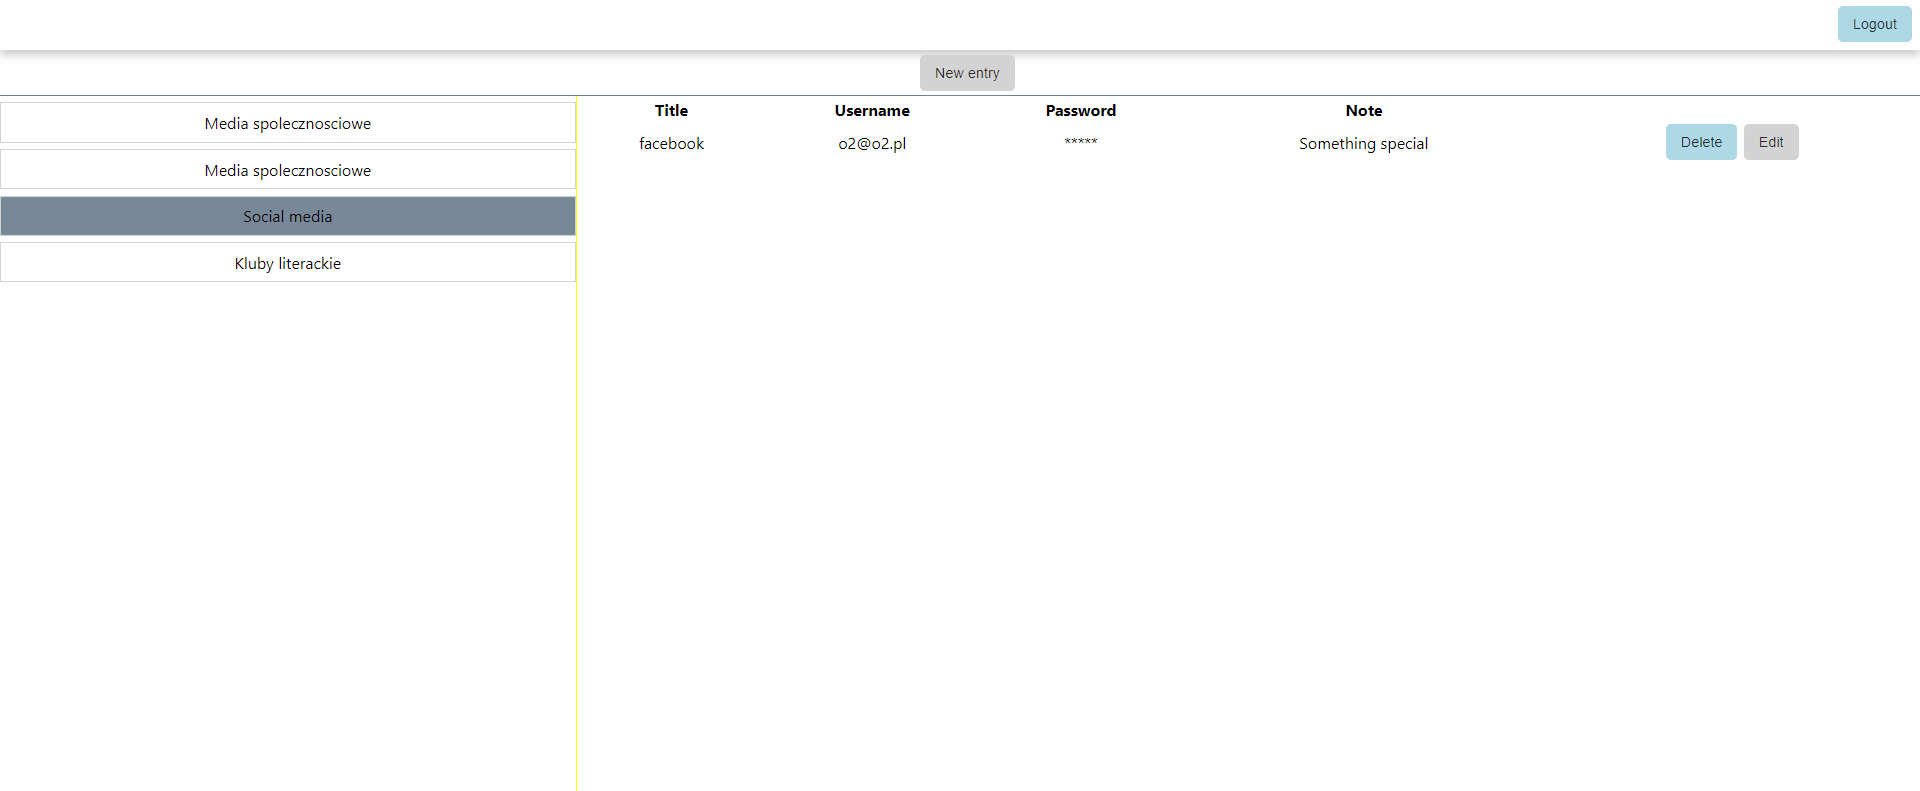 Logout
New entry
Media spolecznosciowe
Media spolecznosciowe
Social media
Kluby literackie
Title Username Password Note
facebook o2@o2.pl ***** Something special Delete Edit